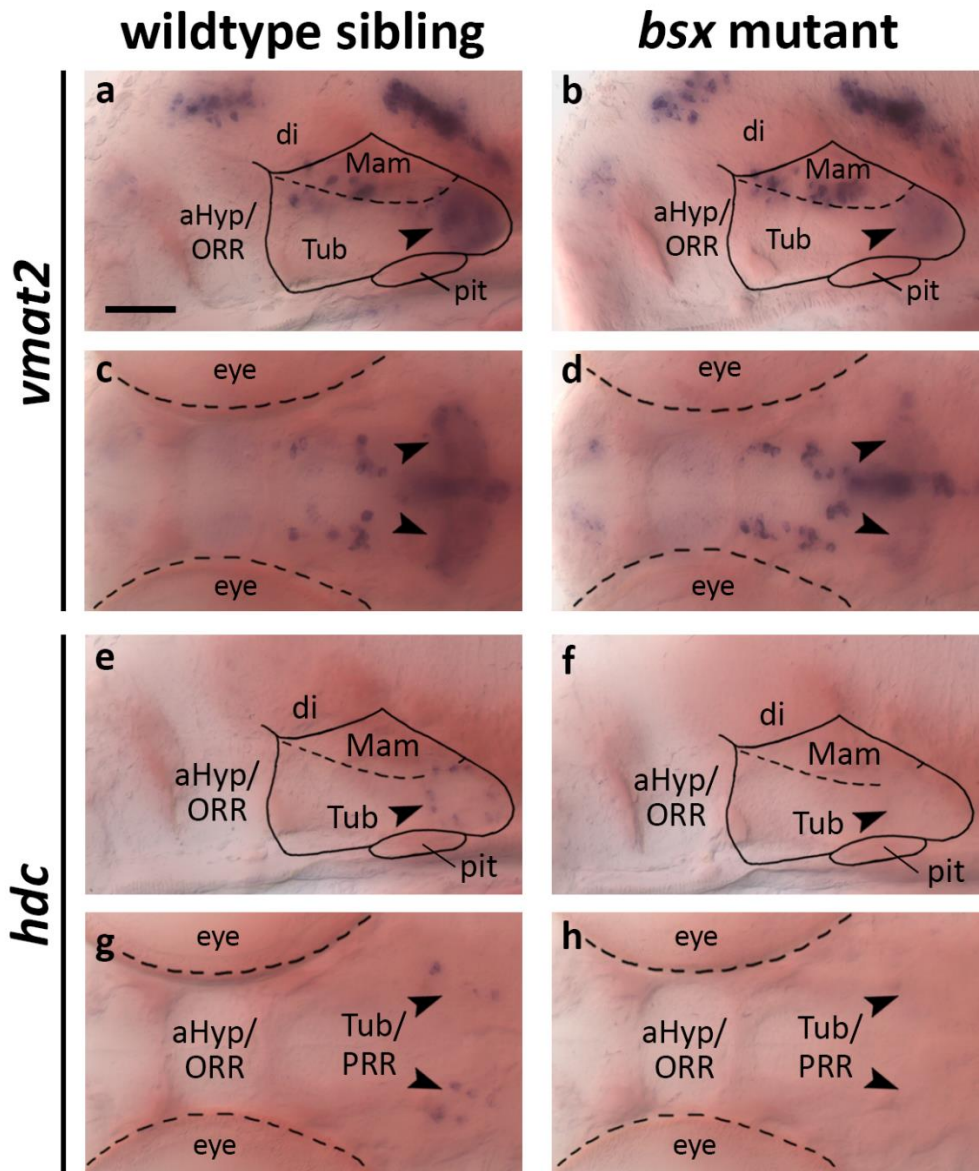 wildtype sibling
bsx mutant
vmat2
a
di
Mam
aHyp/
ORR
Tub
pit
b
di
Mam
aHyp/
ORR
Tub
pit
c
eye
eye
d
eye
eye
hdc
e
di
Mam
aHyp/
ORR
Tub
pit
f
di
Mam
aHyp/
ORR
Tub
pit
g
eye
aHyp/
ORR
Tub/
PRR
eye
h
eye
aHyp/
ORR
Tub/
PRR
eye